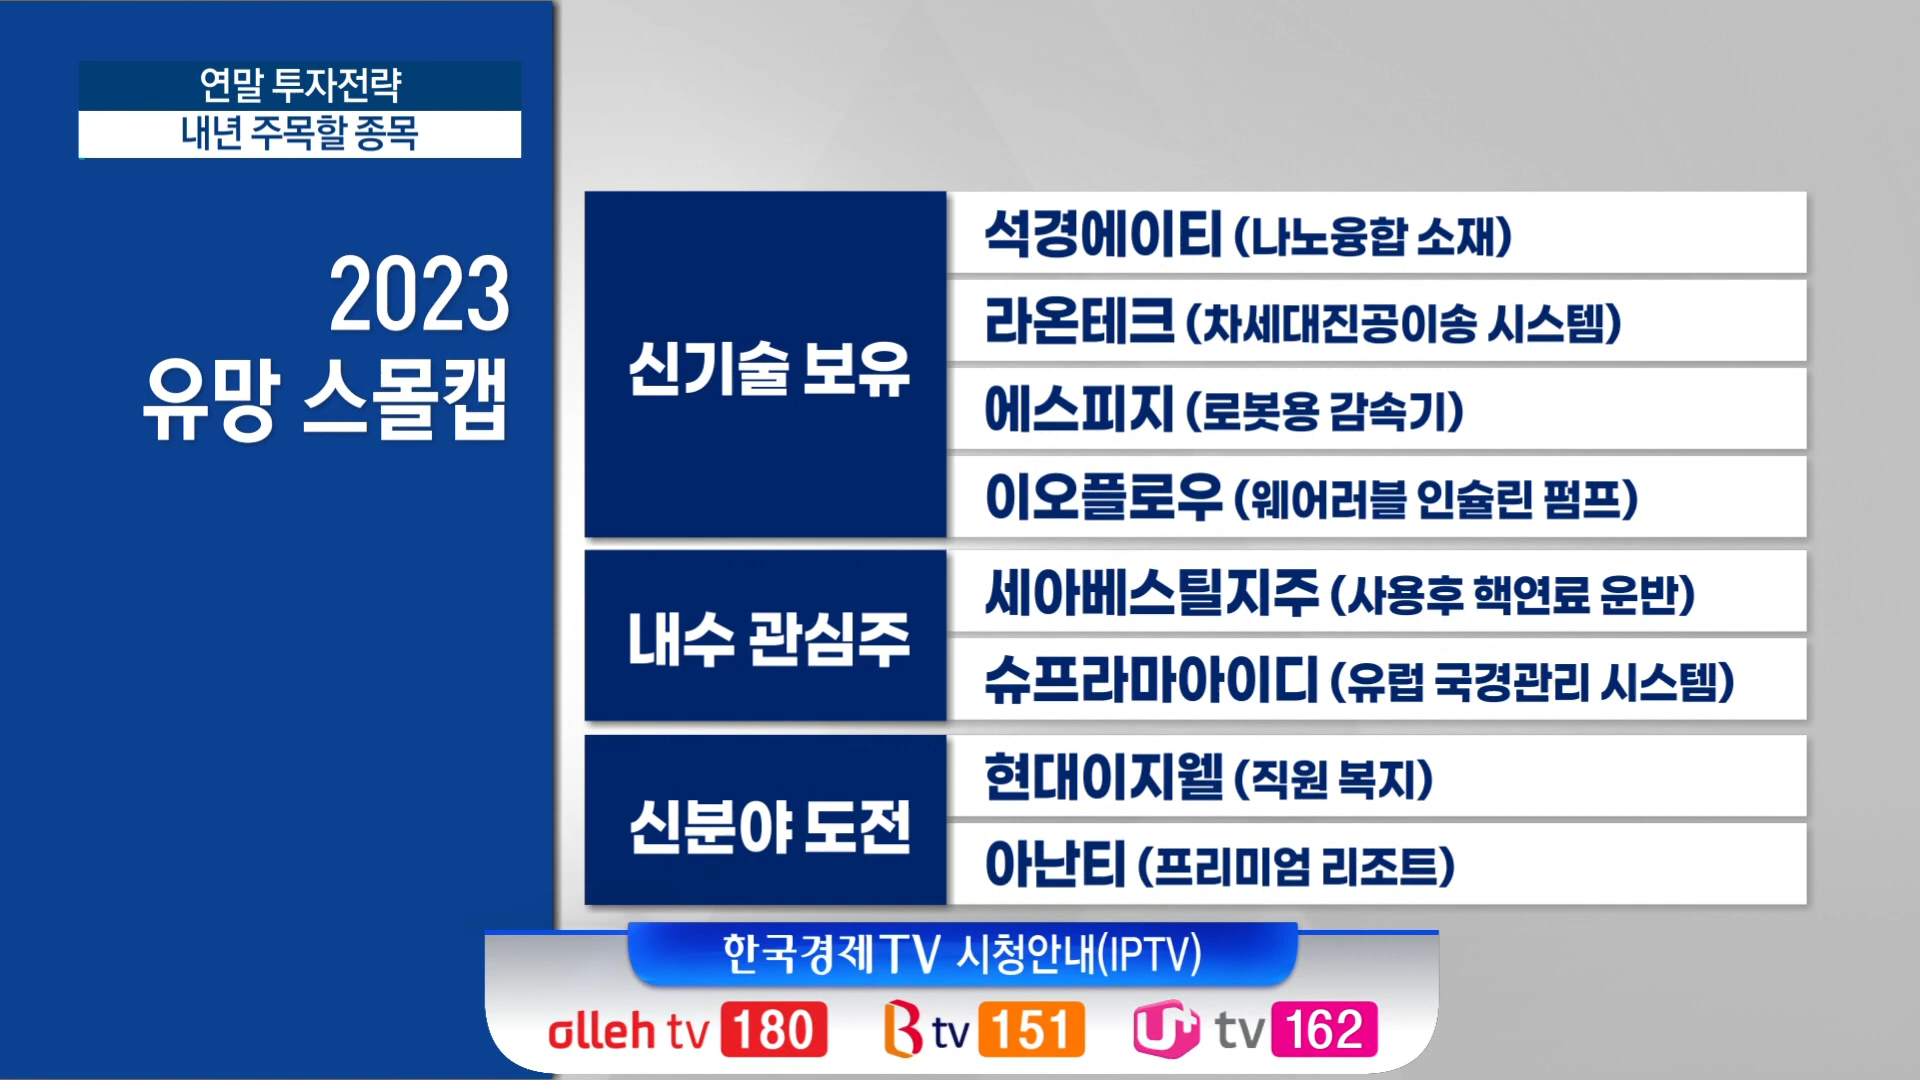 연말 투자전략
내년 주목할 종목
2023
유망 스몰캡
신기술 보유
석경에이티 (나노융합 소재)
라온테크 (차세대진공이송 시스템)
에스피지 (로봇용 감속기)
이오플로우 (웨어러블 인슐린 펌프)
내수 관심주
세아베스틸지주 (사용후 핵연료 운반)
슈프라마아이디 (유럽 국경관리 시스템)
신분야 도전
현대이지웰 (직원 복지)
아난티 (프리미엄 리조트)
한국경제TV 시청안내(IPTV)
olleh tv 180 B tv 151 U+ tv 162